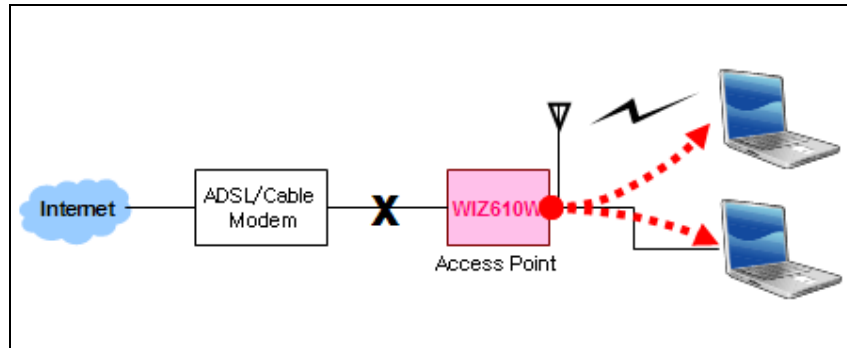 Internet
ADSL/Cable
Modem
X
WIZ610W
Access Point